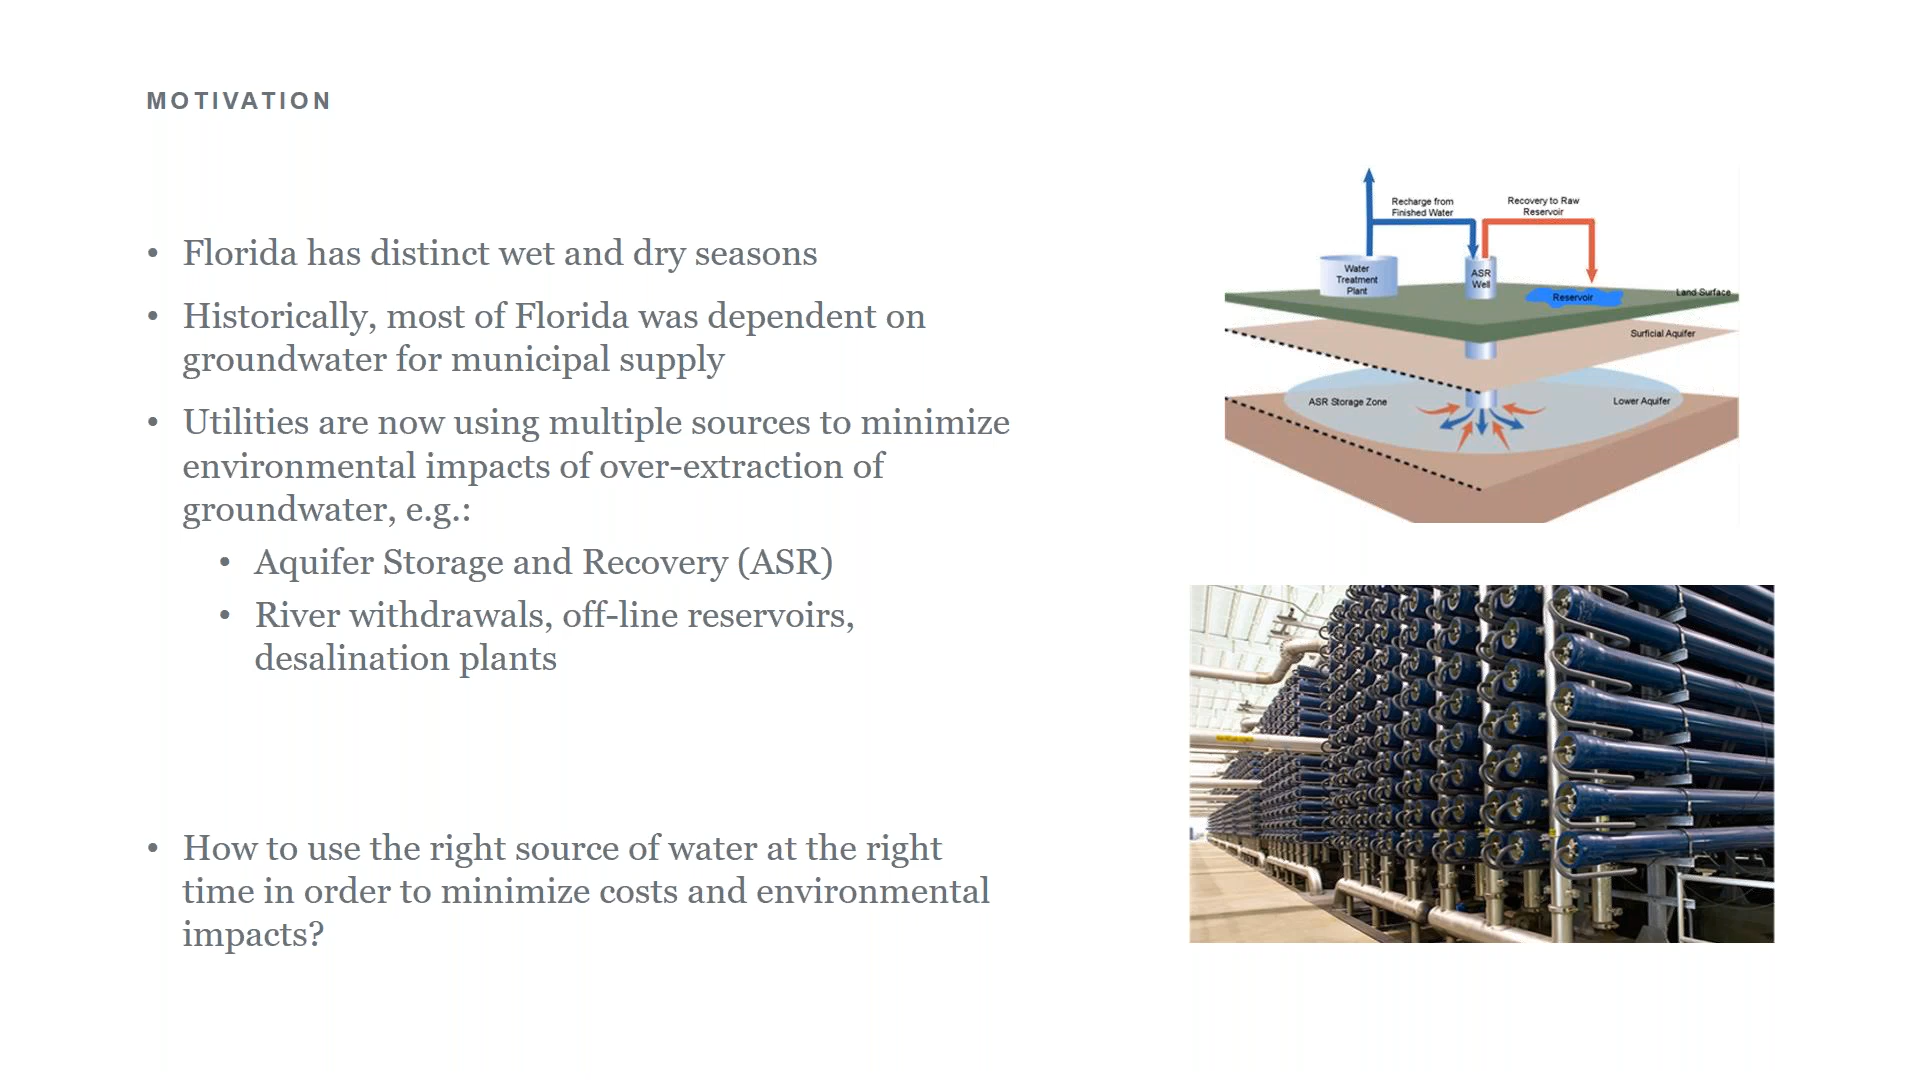 MOTIVATION
• Florida has distinct wet and dry seasons
• Historically, most of Florida was dependent on
groundwater for municipal supply
• Utilities are now using multiple sources to minimize
environmental impacts of over-extraction of
groundwater, e.g.:
• Aquifer Storage and Recovery (ASR)
• River withdrawals, off-line reservoirs,
desalination plants
• How to use the right source of water at the right
time in order to minimize costs and environmental
impacts?
Recharge from
Finished Water
Recovery to Raw
Reservoir
Water
Treatment
Plant
ASR
Well
Reservoir
Land Surface
Surficial Aquifer
ASR Storage Zone
Lower Aquifer